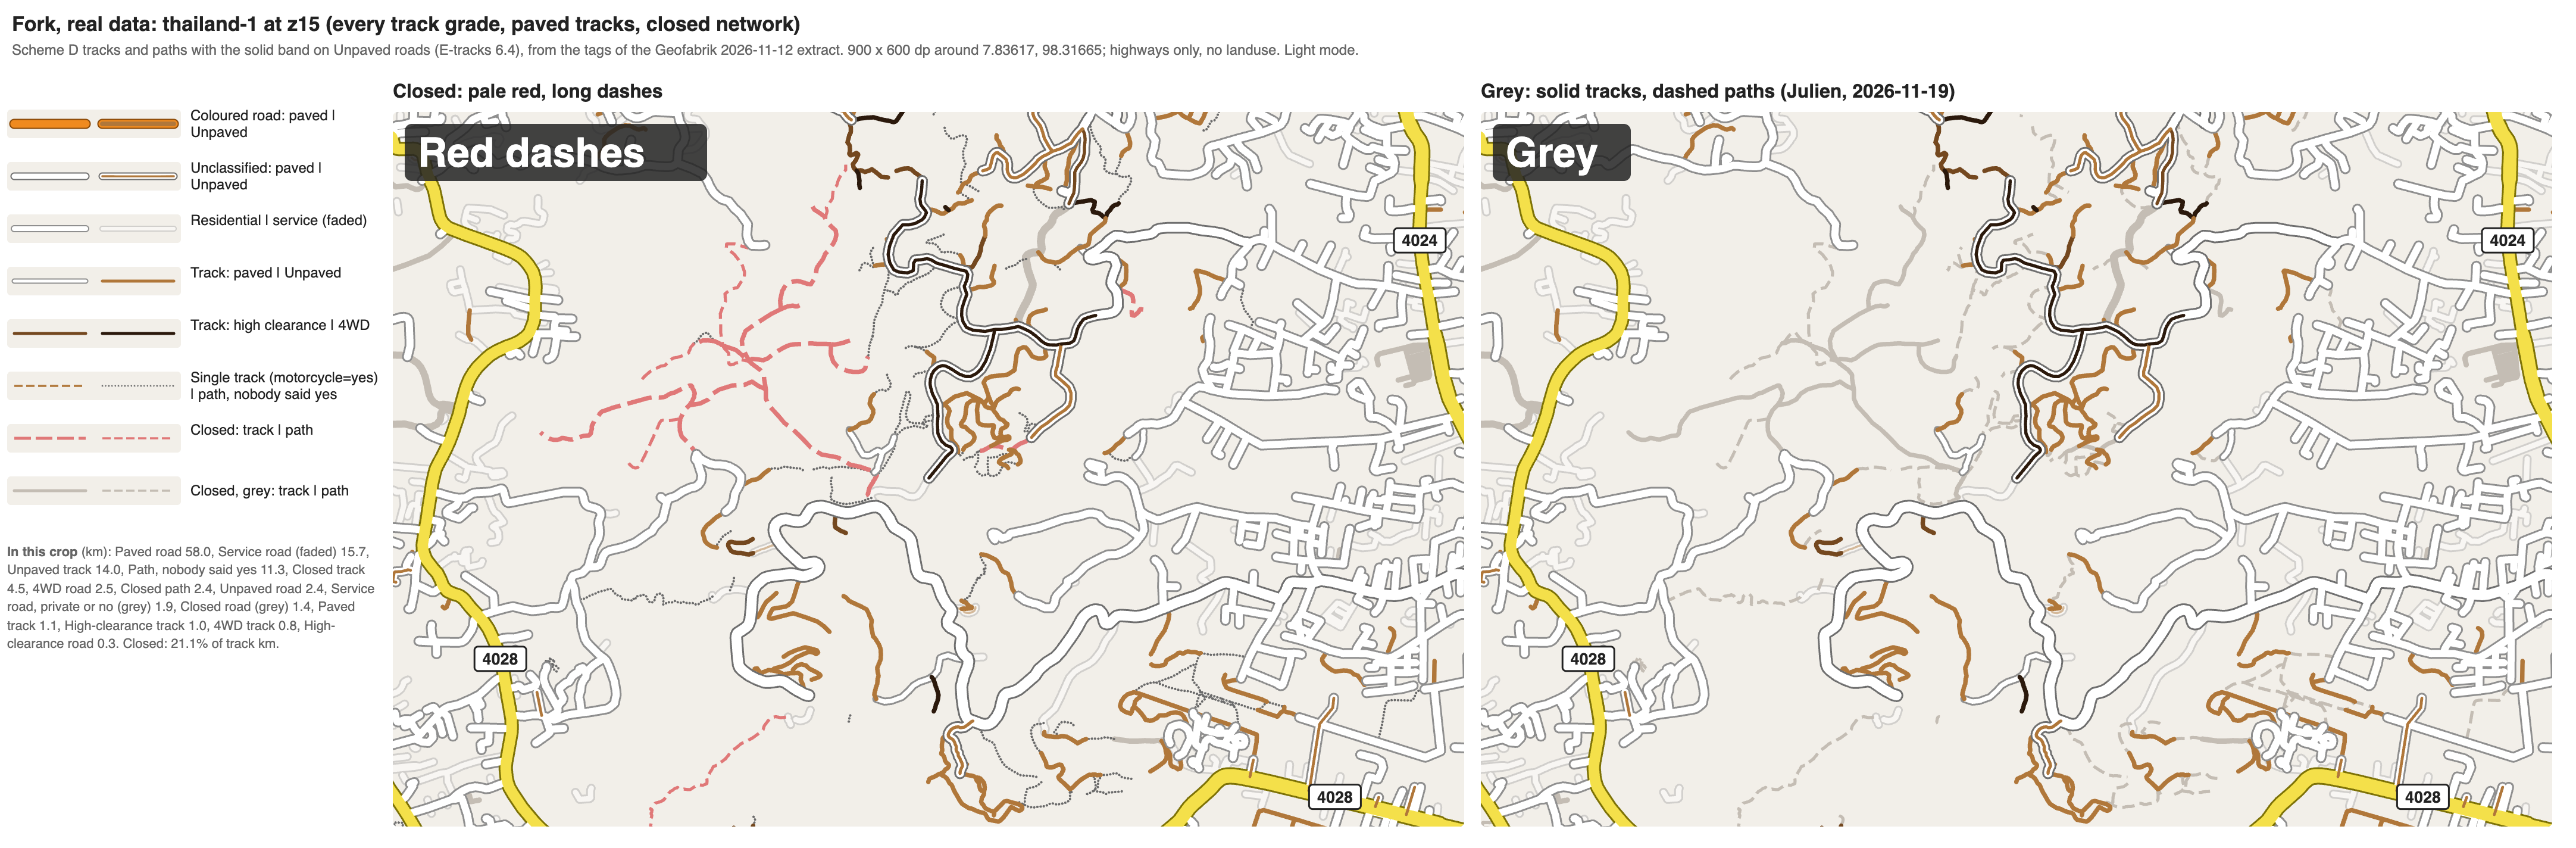 Fork, real data: thailand-1 at z15 (every track grade, paved tracks, closed network)
Scheme D tracks and paths with the solid band on Unpaved roads (E-tracks 6.4), from the tags of the Geofabrik 2026-11-12 extract. 900 x 600 dp around 7.83617, 98.31665; highways only, no landuse. Light mode.
Coloured road: paved |
Unpaved
Unclassified: paved |
Unpaved
Residential | service (faded)
Track: paved | Unpaved
Track: high clearance | 4WD
Single track (motorcycle=yes)
| path, nobody said yes
Closed: track | path
Closed, grey: track | path
In this crop (km): Paved road 58.0, Service road (faded) 15.7,
Unpaved track 14.0, Path, nobody said yes 11.3, Closed track
4.5, 4WD road 2.5, Closed path 2.4, Unpaved road 2.4, Service
road, private or no (grey) 1.9, Closed road (grey) 1.4, Paved
track 1.1, High-clearance track 1.0, 4WD track 0.8, High-
clearance road 0.3. Closed: 21.1% of track km.
Closed: pale red, long dashes
Red dashes
4024
4028
4028
Grey: solid tracks, dashed paths (Julien, 2026-11-19)
Grey
4024
4028
4028